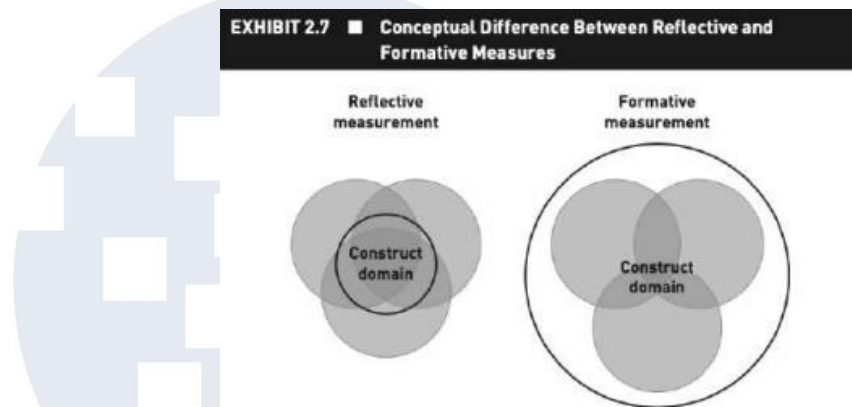 EXHIBIT 2.7 ■ Conceptual Difference Between Reflective and
Formative Measures
Reflective
measurement
Formative
measurement
Construct
domain
Construct
domain